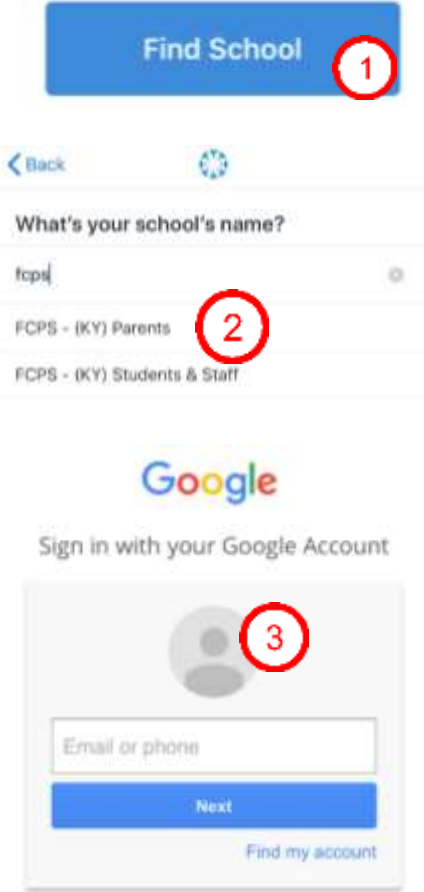 Find School
1
Back
What's your school's name?
fcps
FCPS - (KY) Parents
2
FCPS - (KY) Students & Staff
Google
Sign in with your Google Account
3
Email or phone
Next
Find my account